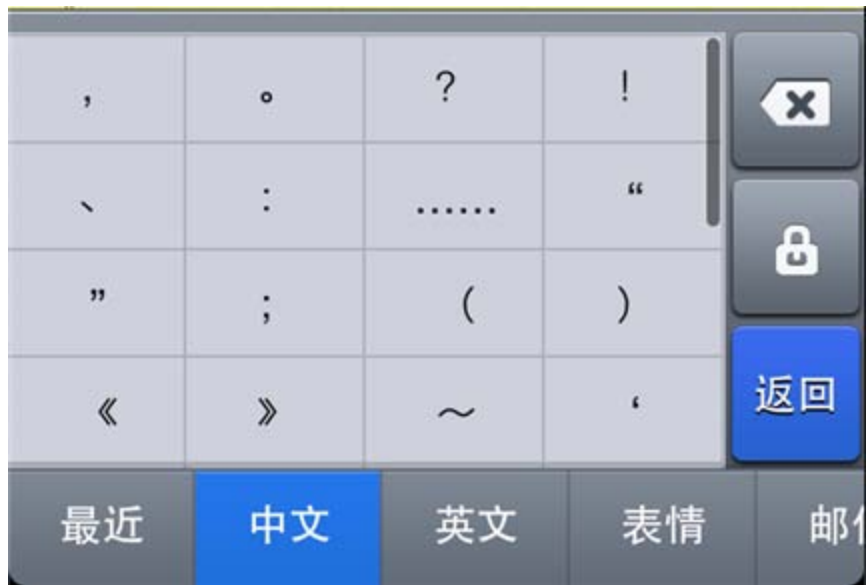 ， 。 ？ ！
、 ： …… “
” ； （ ）
《 》 ～ ‘
返回
最近 中文 英文 表情